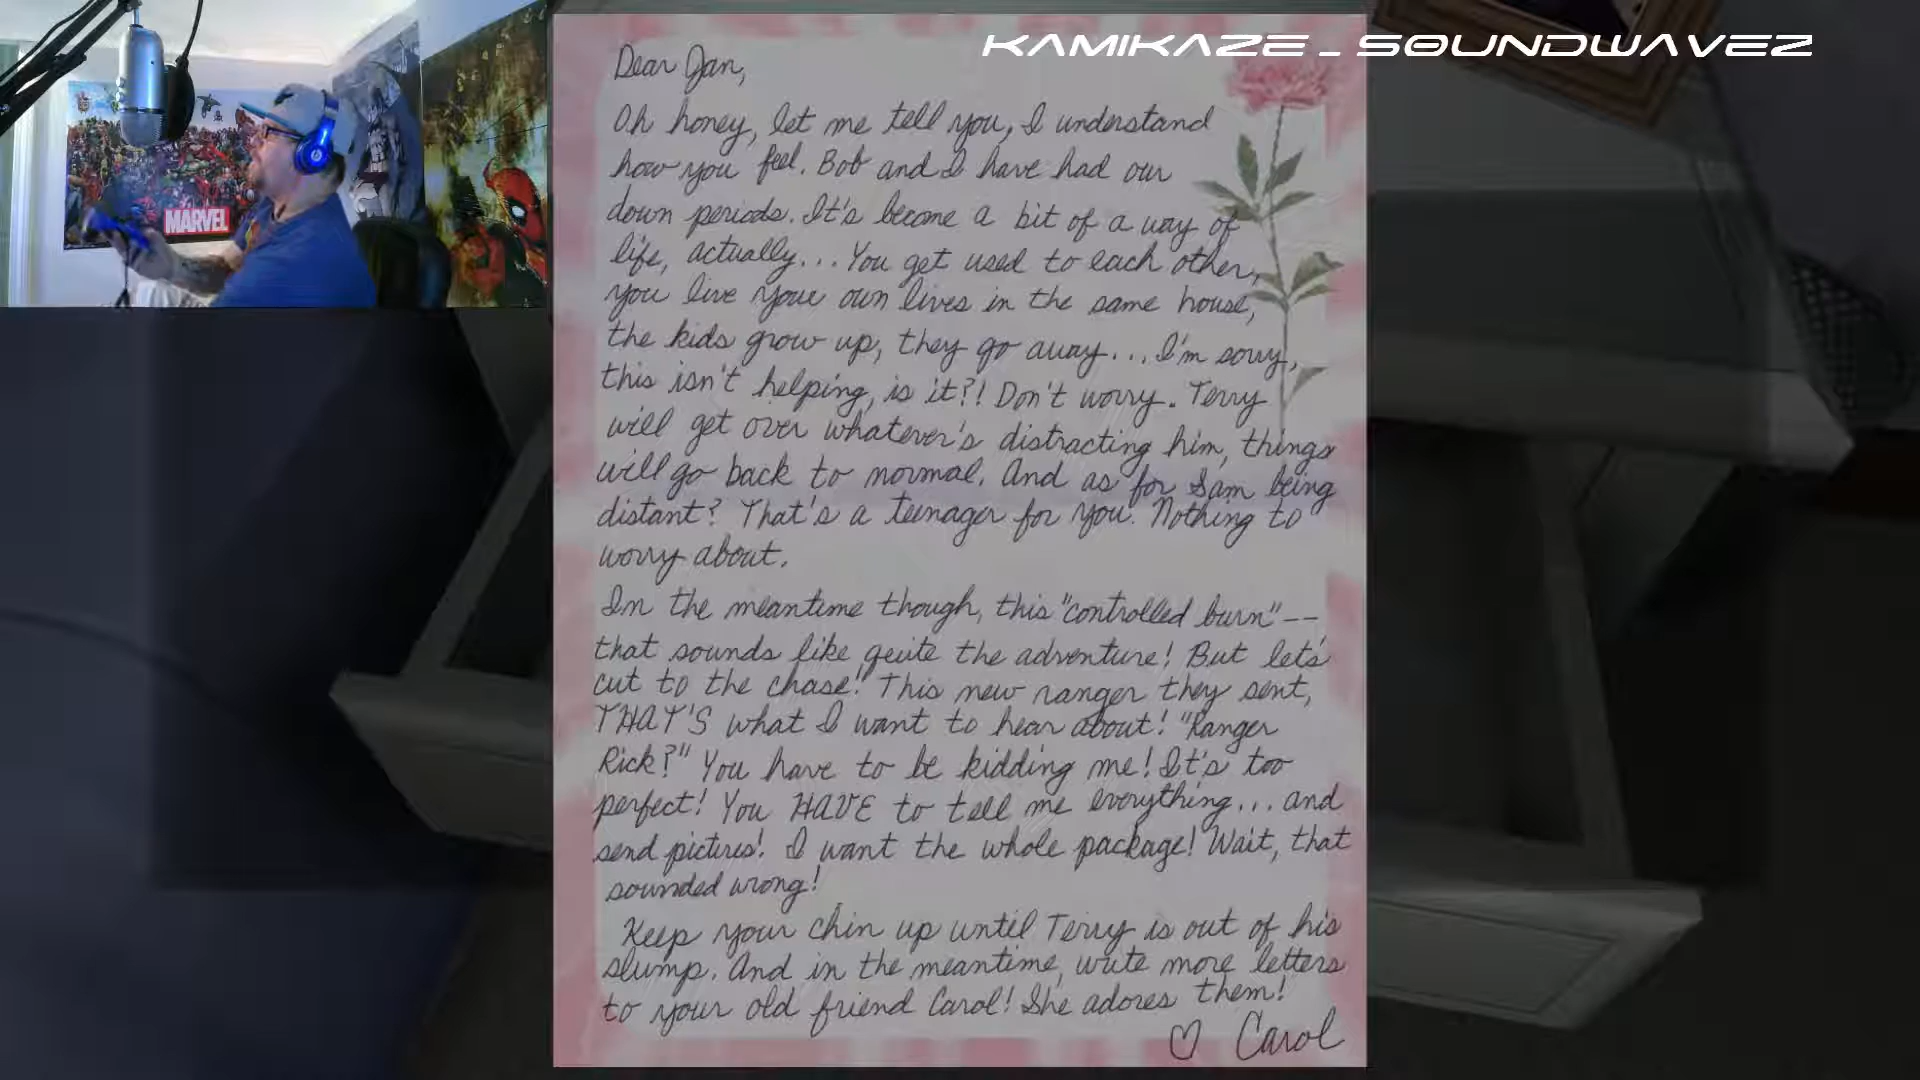 KAMIKAZE_SOUNDWAVEZ
MARVEL
Dear Jan,
Oh honey, let me tell you, I understand
how you feel. Bob and I have had our
down periods. It's become a bit of a way of
life, actually... You get used to each other,
you live your own lives in the same house,
the kids grow up, they go away... I'm sorry,
this isn't helping, is it?! Don't worry. Terry
will get over whatever's distracting him, things
will go back to normal. And as for Sam being
distant? That's a teenager for you. Nothing to
worry about.
In the meantime though, this "controlled burn"--
that sounds like quite the adventure! But let's
cut to the chase! This new ranger they sent,
THAT'S what I want to hear about! "Ranger
Rick?" You have to be kidding me! It's too
perfect! You HAVE to tell me everything... and
send pictures! I want the whole package! Wait, that
sounded wrong!
Keep your chin up until Terry is out of his
slump. And in the meantime, write more letters
to your old friend Carol! She adores them!
♡ Carol